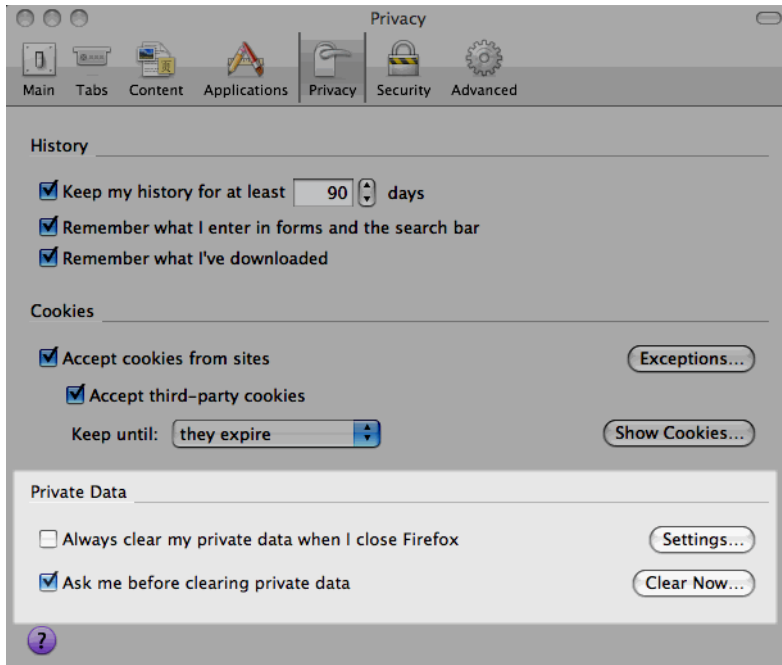 Privacy
Main Tabs Content Applications Privacy Security Advanced
History
Keep my history for at least 90 days
Remember what I enter in forms and the search bar
Remember what I've downloaded
Cookies
Accept cookies from sites Exceptions...
Accept third-party cookies
Keep until: they expire Show Cookies...
Private Data
Always clear my private data when I close Firefox Settings...
Ask me before clearing private data Clear Now...
?